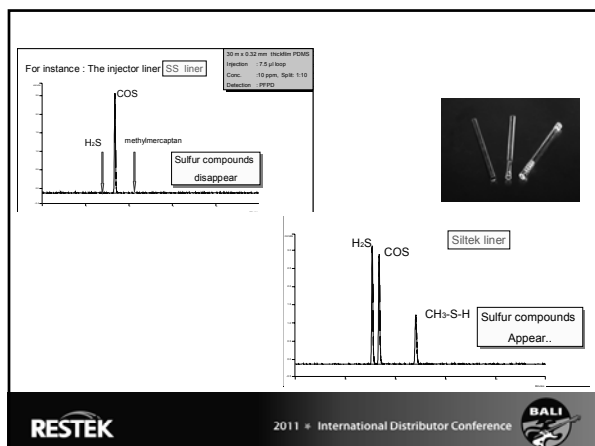 For instance : The injector liner SS liner
30 m x 0.32 mm thickfilm PDMS
Injection : 7.5 µl loop
Conc. :10 ppm, Split: 1:10
Detection : PFPD
COS
H2S
methylmercaptan
Sulfur compounds
disappear
H2S
COS
Siltek liner
CH3-S-H
Sulfur compounds
Appear..
RESTEK
2011 International Distributor Conference
BALI